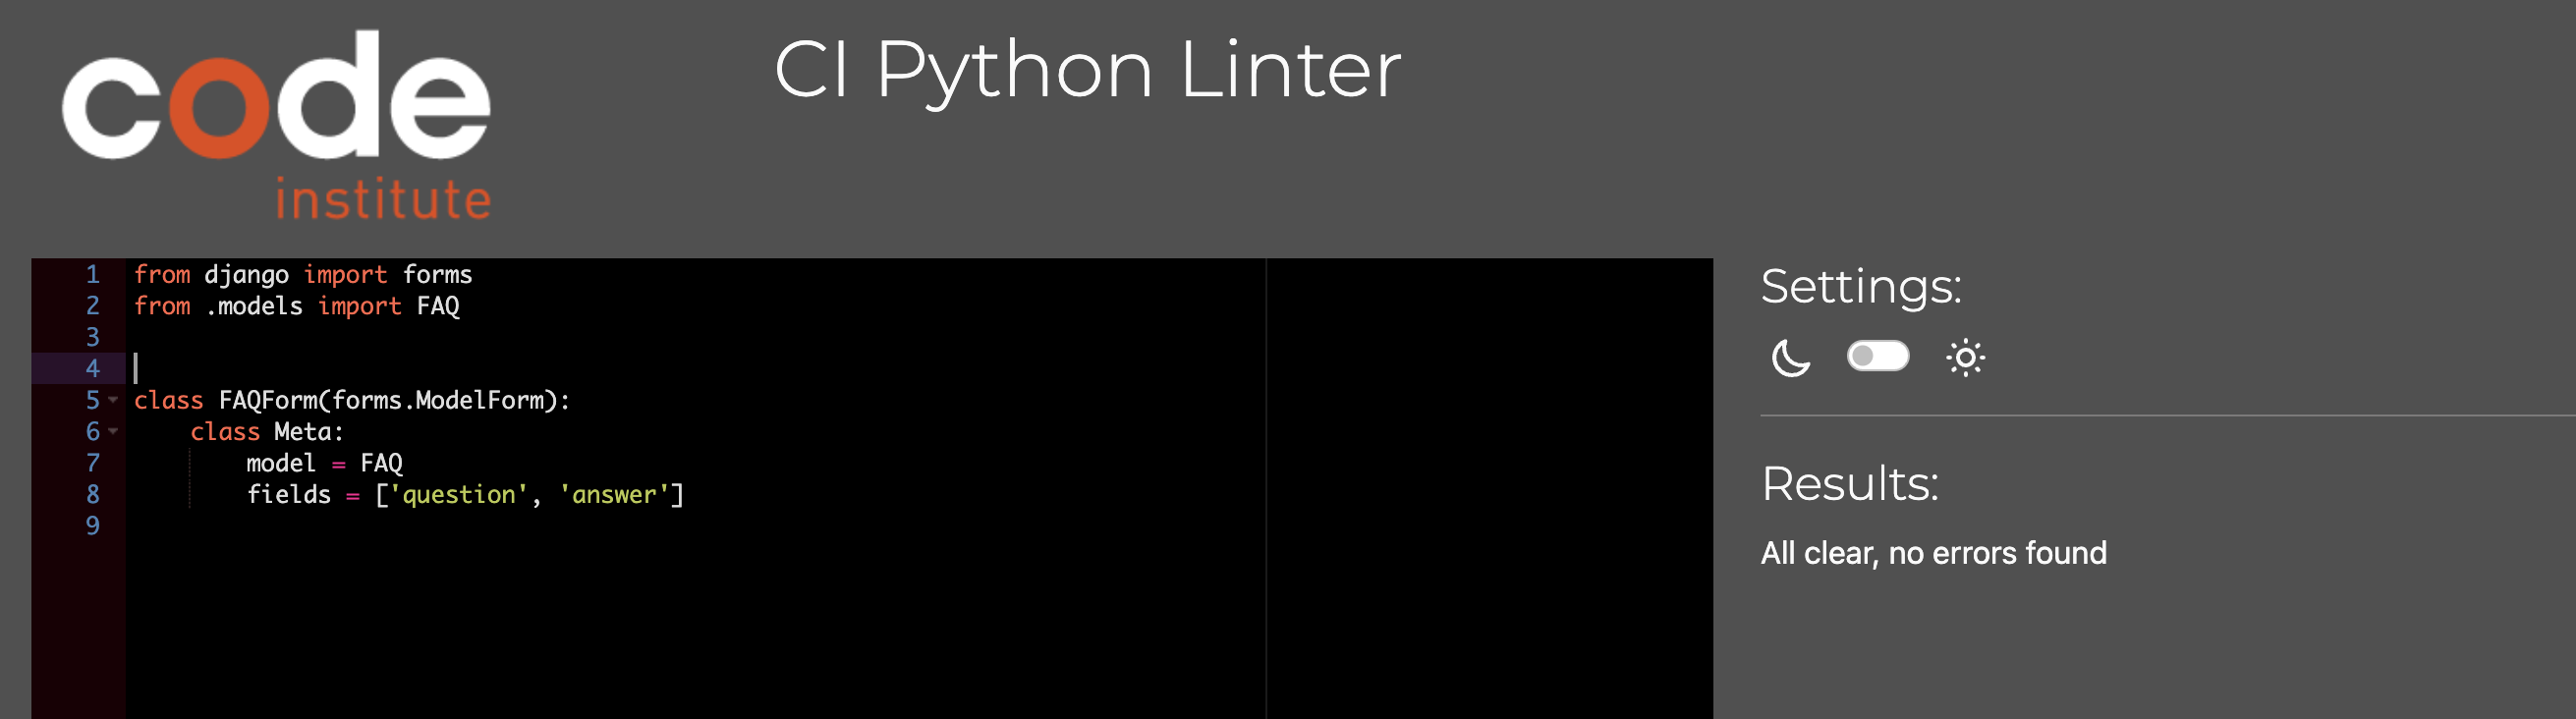 code
institute
CI Python Linter
1 from django import forms
2 from .models import FAQ
3
4
5 class FAQForm(forms.ModelForm):
6     class Meta:
7         model = FAQ
8         fields = ['question', 'answer']
9
Settings:
Results:
All clear, no errors found